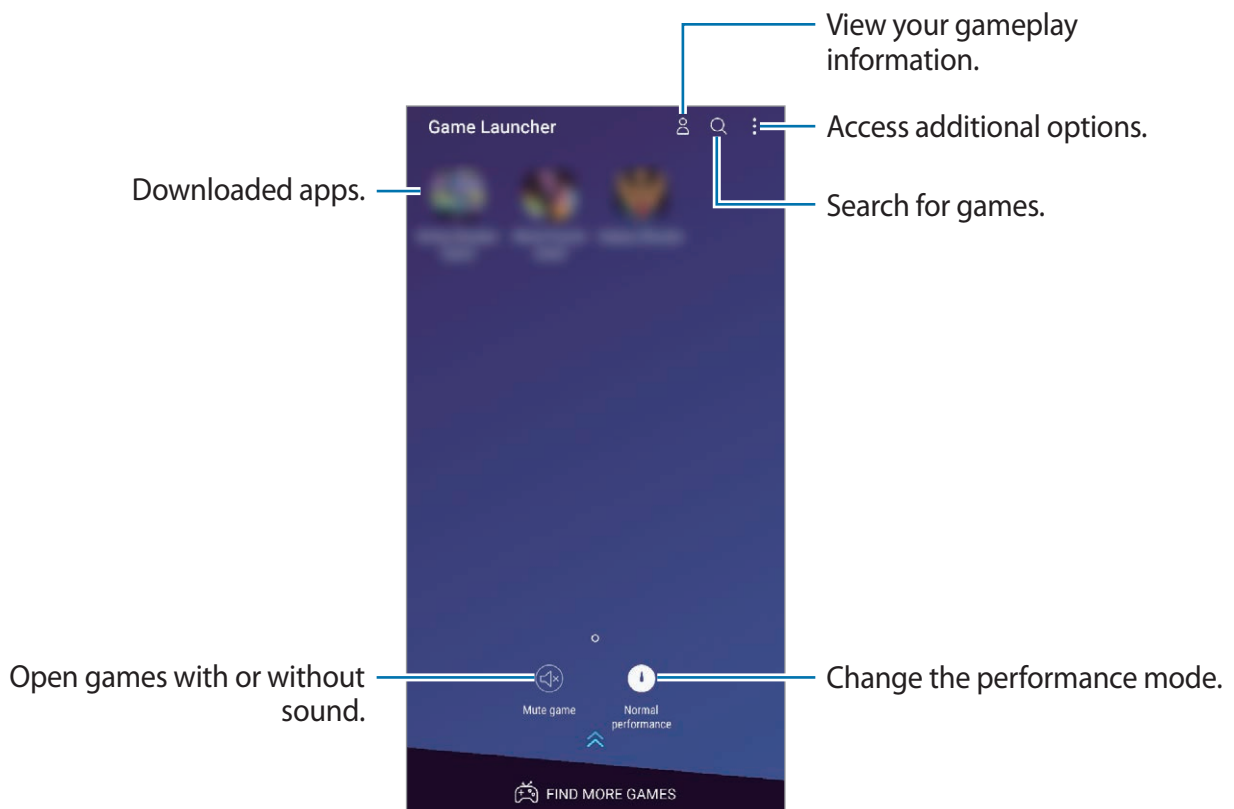 View your gameplay
information.
Game Launcher
Access additional options.
Downloaded apps.
Search for games.
Open games with or without
sound.
Change the performance mode.
Mute game
Normal
performance
FIND MORE GAMES